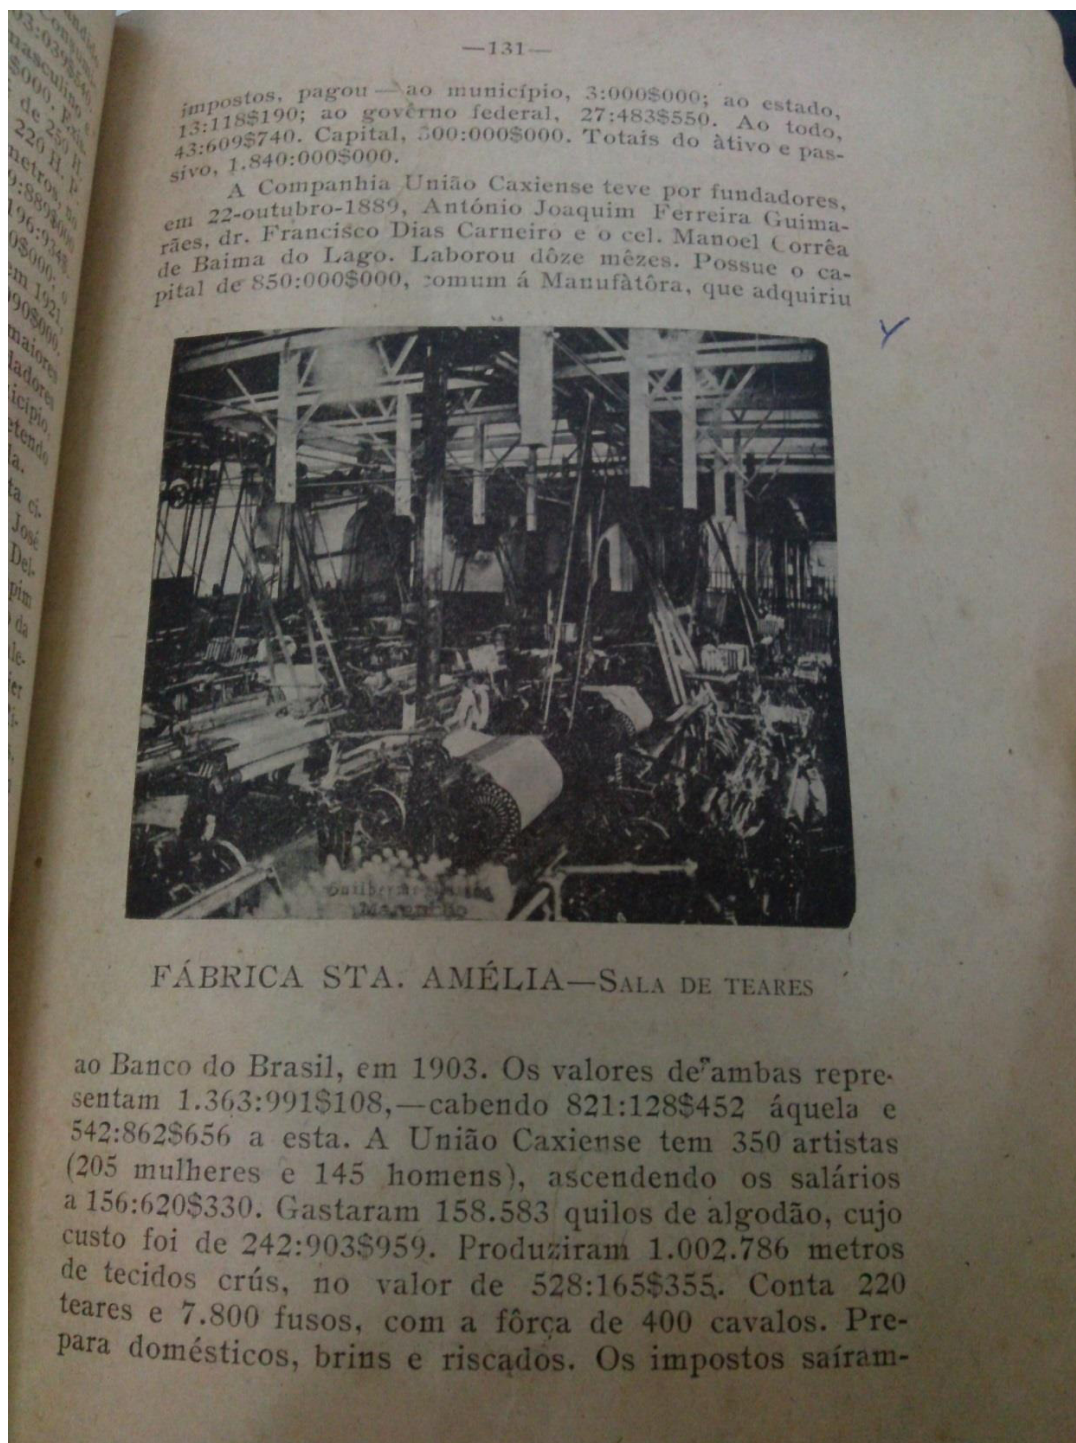 —131—
impostos, pagou—ao município, 3:000$000; ao estado,
13:118$190; ao govêrno federal, 27:483$550. Ao todo,
43:609$740. Capital, 500:000$000. Totais do àtivo e pas-
sivo, 1.840:000$000.
A Companhia União Caxiense teve por fundadores,
em 22-outubro-1889, António Joaquim Ferreira Guima-
rães, dr. Francisco Dias Carneiro e o cel. Manoel Corrêa
de Baima do Lago. Laborou dôze mêzes. Possue o ca-
pital de 850:000$000, comum á Manufàtôra, que adquiriu
Maranhão
FÁBRICA STA. AMÉLIA—SALA DE TEARES
ao Banco do Brasil, em 1903. Os valores de ambas repre-
sentam 1.363:991$108,—cabendo 821:128$452 áquela e
542:862$656 a esta. A União Caxiense tem 350 artistas
(205 mulheres e 145 homens), ascendendo os salários
a 156:620$330. Gastaram 158.583 quilos de algodão, cujo
custo foi de 242:903$959. Produziram 1.002.786 metros
de tecidos crús, no valor de 528:165$355. Conta 220
teares e 7.800 fusos, com a fôrça de 400 cavalos. Pre-
para domésticos, brins e riscados. Os impostos saíram-